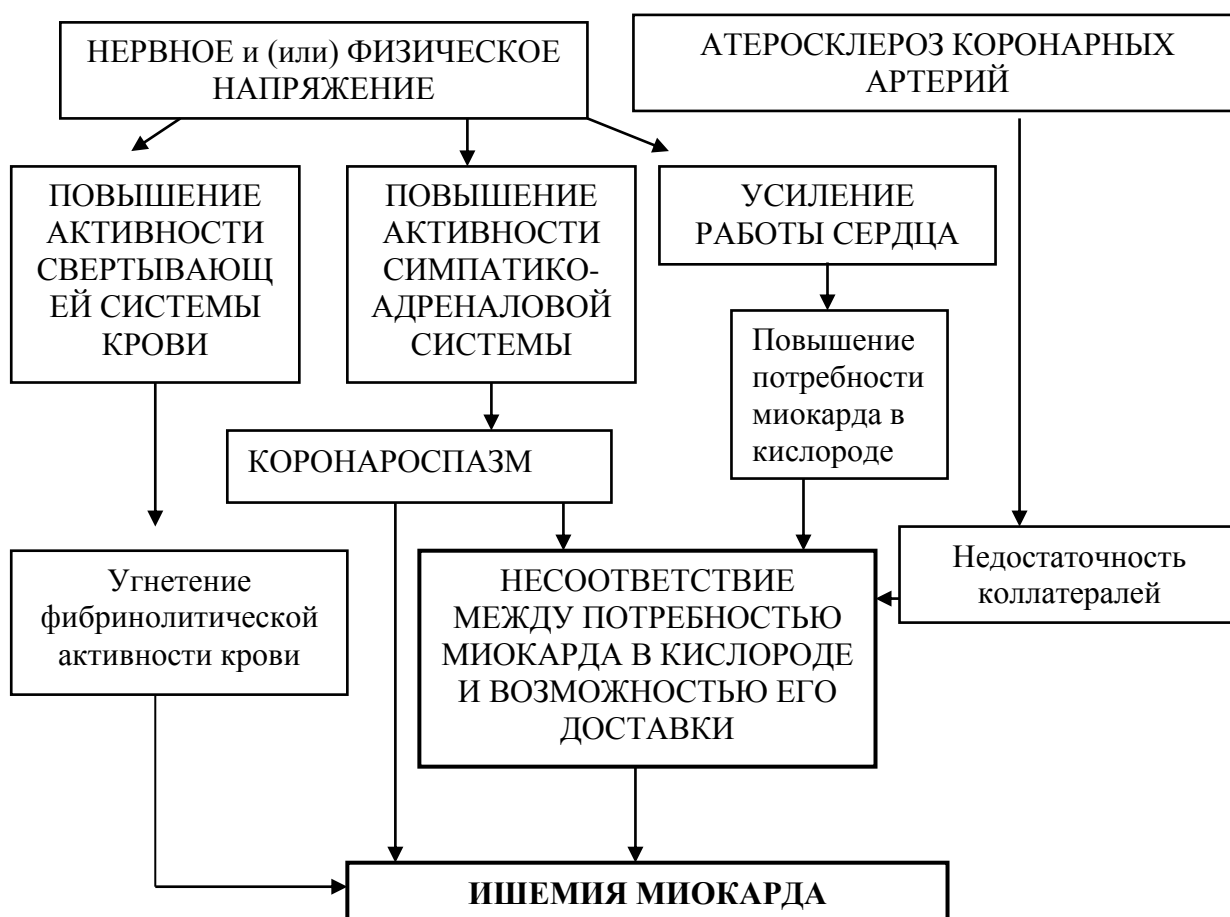 НЕРВНОЕ и (или) ФИЗИЧЕСКОЕ
НАПРЯЖЕНИЕ
АТЕРОСКЛЕРОЗ КОРОНАРНЫХ
АРТЕРИЙ
ПОВЫШЕНИЕ
АКТИВНОСТИ
СВЕРТЫВАЮЩ
ЕЙ СИСТЕМЫ
КРОВИ
ПОВЫШЕНИЕ
АКТИВНОСТИ
СИМПАТИКО-
АДРЕНАЛОВОЙ
СИСТЕМЫ
УСИЛЕНИЕ
РАБОТЫ СЕРДЦА
Повышение
потребности
миокарда в
кислороде
КОРОНАРОСПАЗМ
Угнетение
фибринолитической
активности крови
НЕСООТВЕТСТВИЕ
МЕЖДУ ПОТРЕБНОСТЬЮ
МИОКАРДА В КИСЛОРОДЕ
И ВОЗМОЖНОСТЬЮ ЕГО
ДОСТАВКИ
Недостаточность
коллатералей
ИШЕМИЯ МИОКАРДА